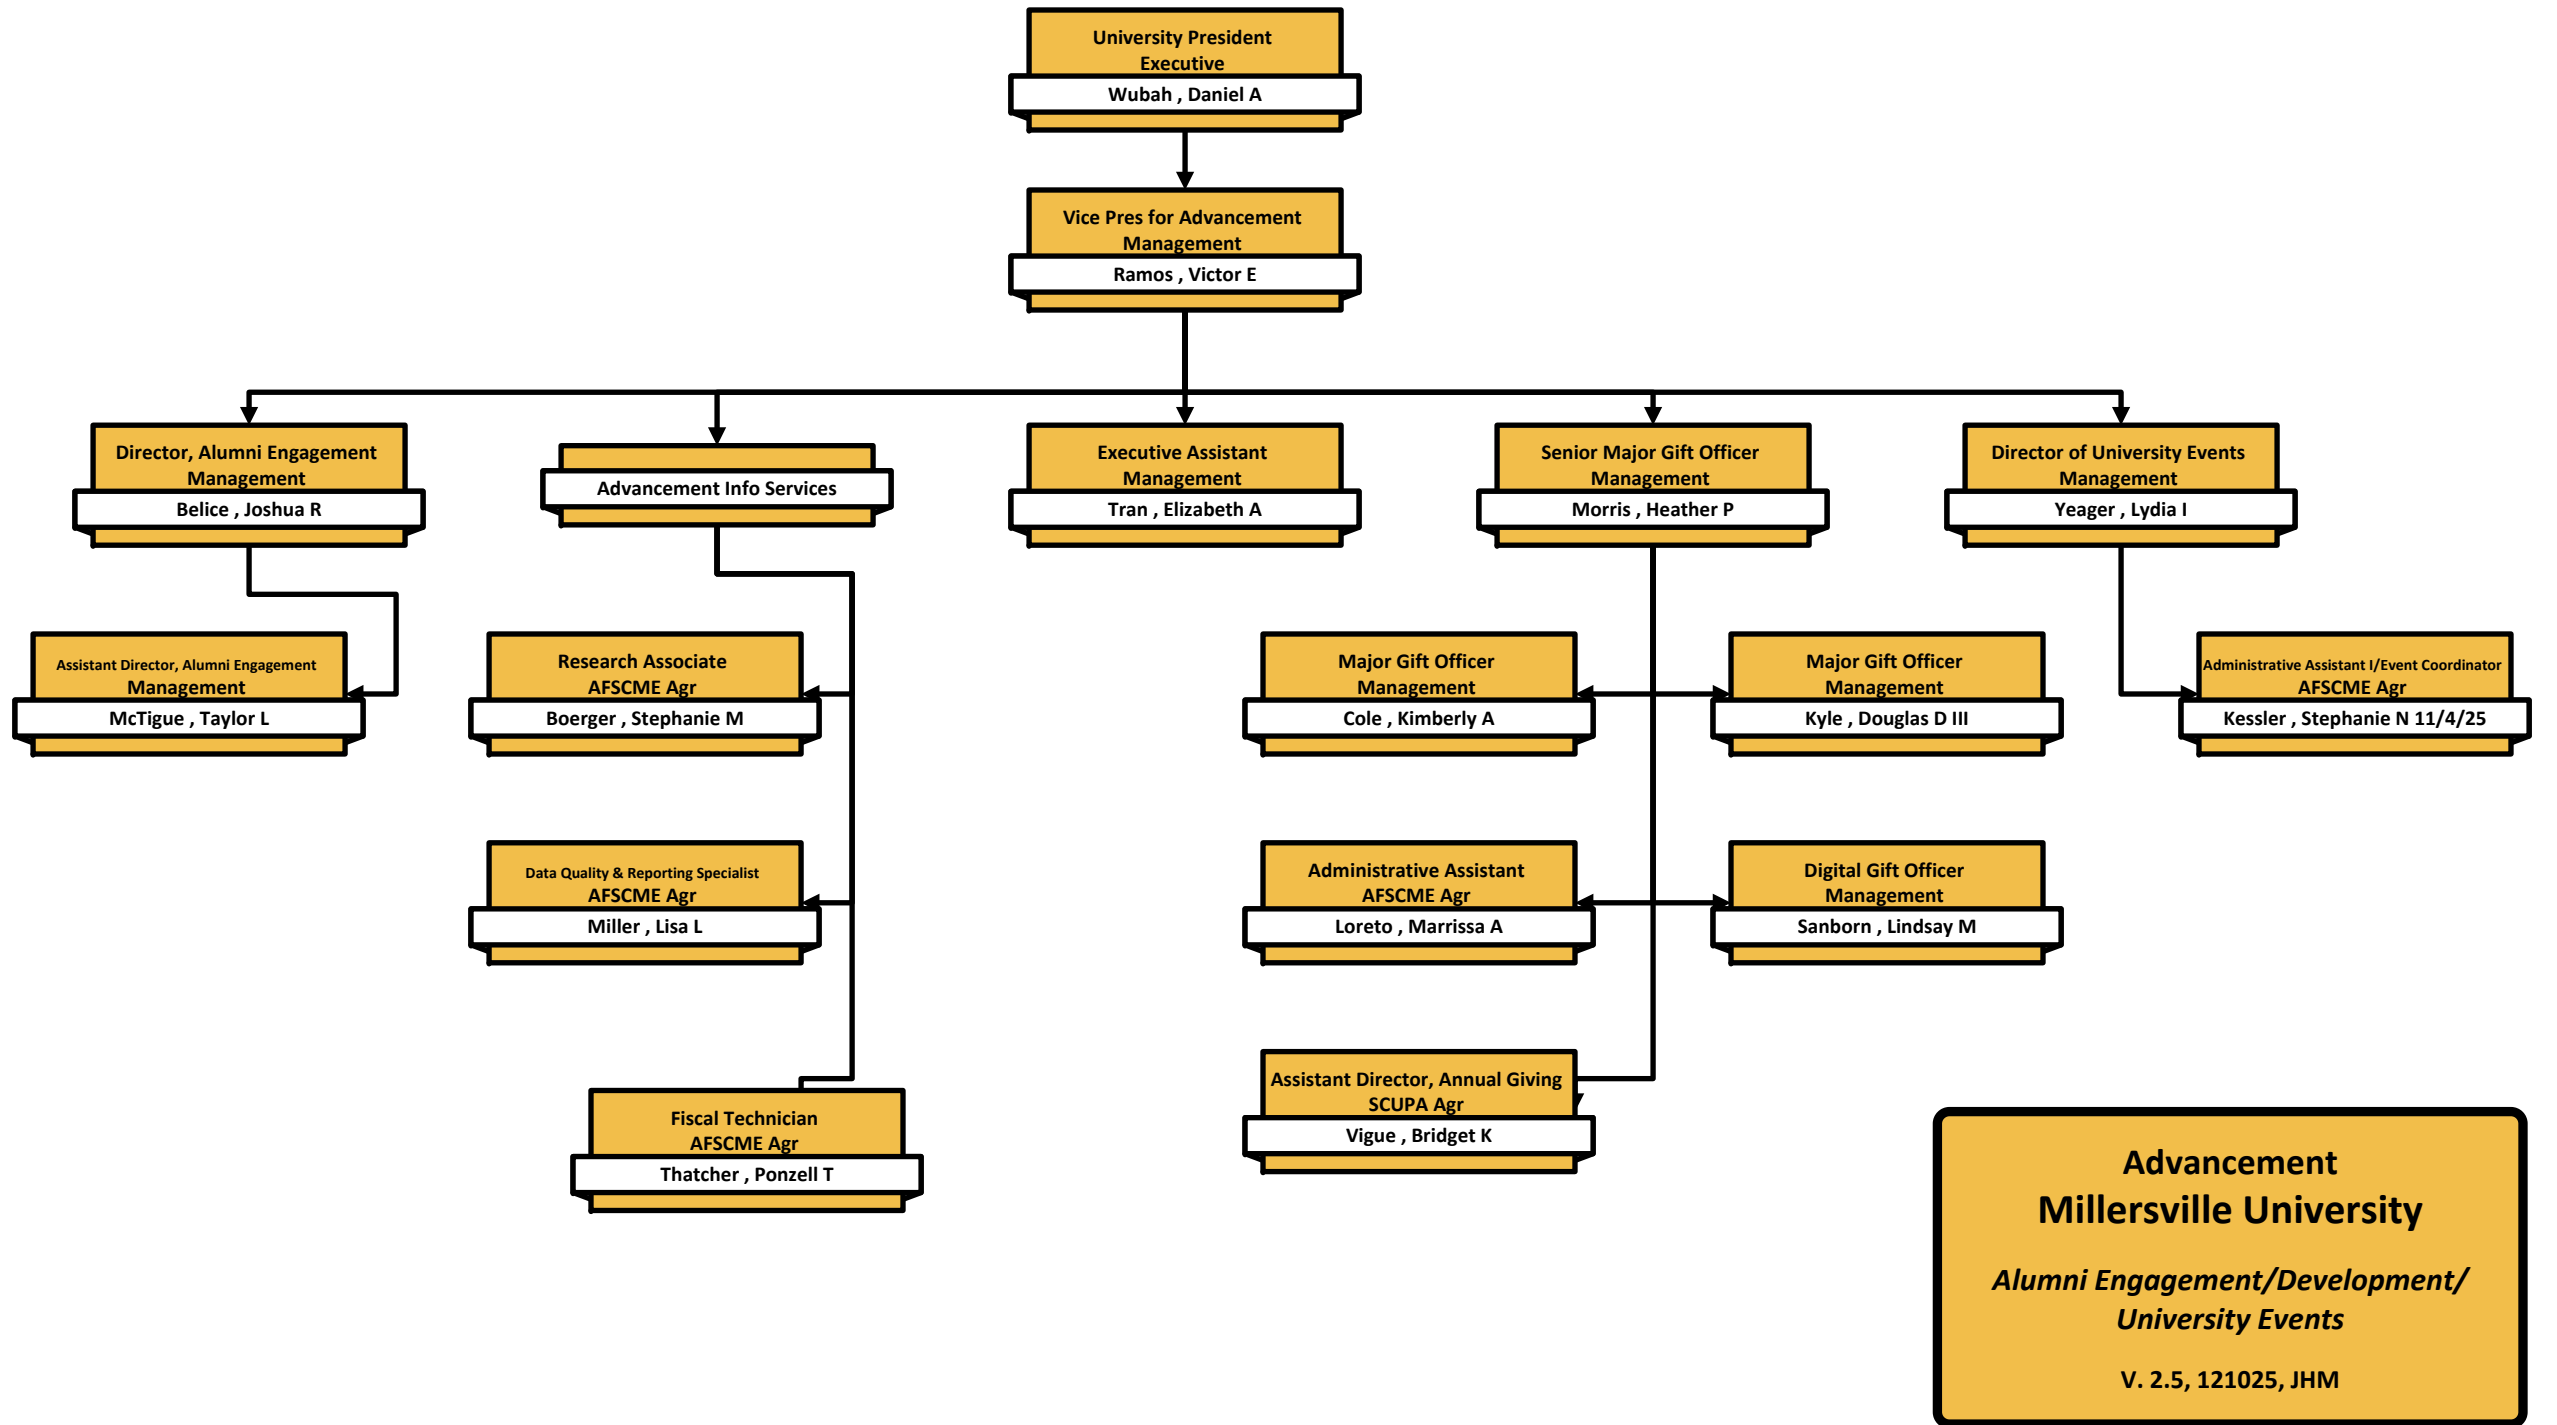 University President
Executive
Wubah , Daniel A
Vice Pres for Advancement
Management
Ramos , Victor E
Director, Alumni Engagement
Management
Belice , Joshua R
Advancement Info Services
Executive Assistant
Management
Tran , Elizabeth A
Senior Major Gift Officer
Management
Morris , Heather P
Director of University Events
Management
Yeager , Lydia I
Assistant Director, Alumni Engagement
Management
McTigue , Taylor L
Research Associate
AFSCME Agr
Boerger , Stephanie M
Major Gift Officer
Management
Cole , Kimberly A
Major Gift Officer
Management
Kyle , Douglas D III
Administrative Assistant I/Event Coordinator
AFSCME Agr
Kessler , Stephanie N 11/4/25
Data Quality & Reporting Specialist
AFSCME Agr
Miller , Lisa L
Administrative Assistant
AFSCME Agr
Loreto , Marrissa A
Digital Gift Officer
Management
Sanborn , Lindsay M
Fiscal Technician
AFSCME Agr
Thatcher , Ponzell T
Assistant Director, Annual Giving
SCUPA Agr
Vigue , Bridget K
Advancement
Millersville University
Alumni Engagement/Development/
University Events
V. 2.5, 121025, JHM